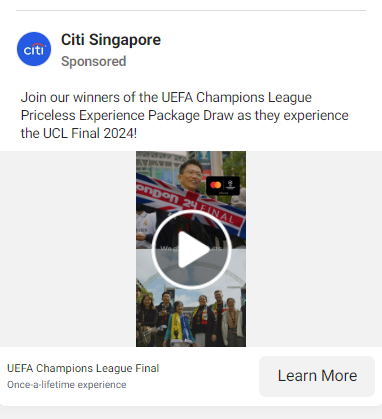 citi
Citi Singapore
Sponsored
Join our winners of the UEFA Champions League
Priceless Experience Package Draw as they experience
the UCL Final 2024!
LONDON 24 FINAL
UEFA Champions League Final
Once-a-lifetime experience
Learn More